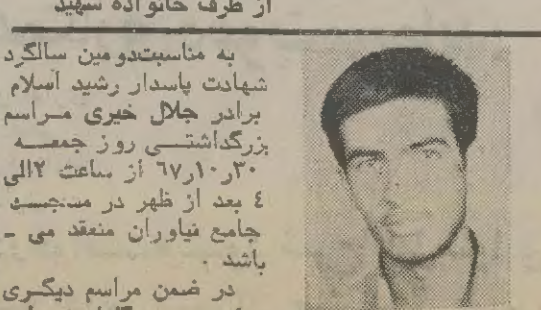 از طرف خانواده شهید
به مناسبت‌دومین سالگرد
شهادت پاسدار رشید اسلام
برادر جلال خیری مراسم
بزرگداشتی روز جمعه
۳۰ر۱۰ر۶۷ از ساعت ۲الی
٤ بعد از ظهر در مسجد
جامع نیاوران منعقد می -
باشد .
در ضمن مراسم دیگری